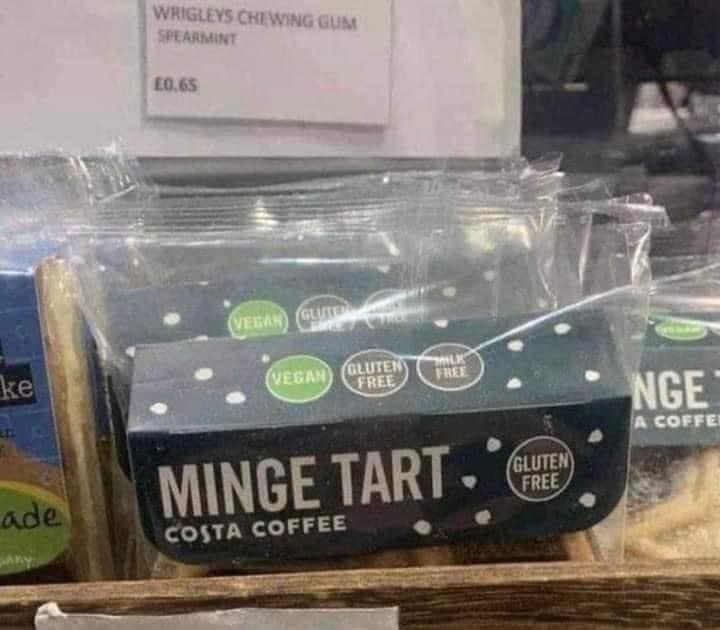 WRIGLEYS CHEWING GUM
SPEARMINT
£0.65
VEGAN
GLUTEN
VEGAN
GLUTEN
FREE
MILK
FREE
MINGE TART
COSTA COFFEE
GLUTEN
FREE
ke
ade
NGE
A COFFE